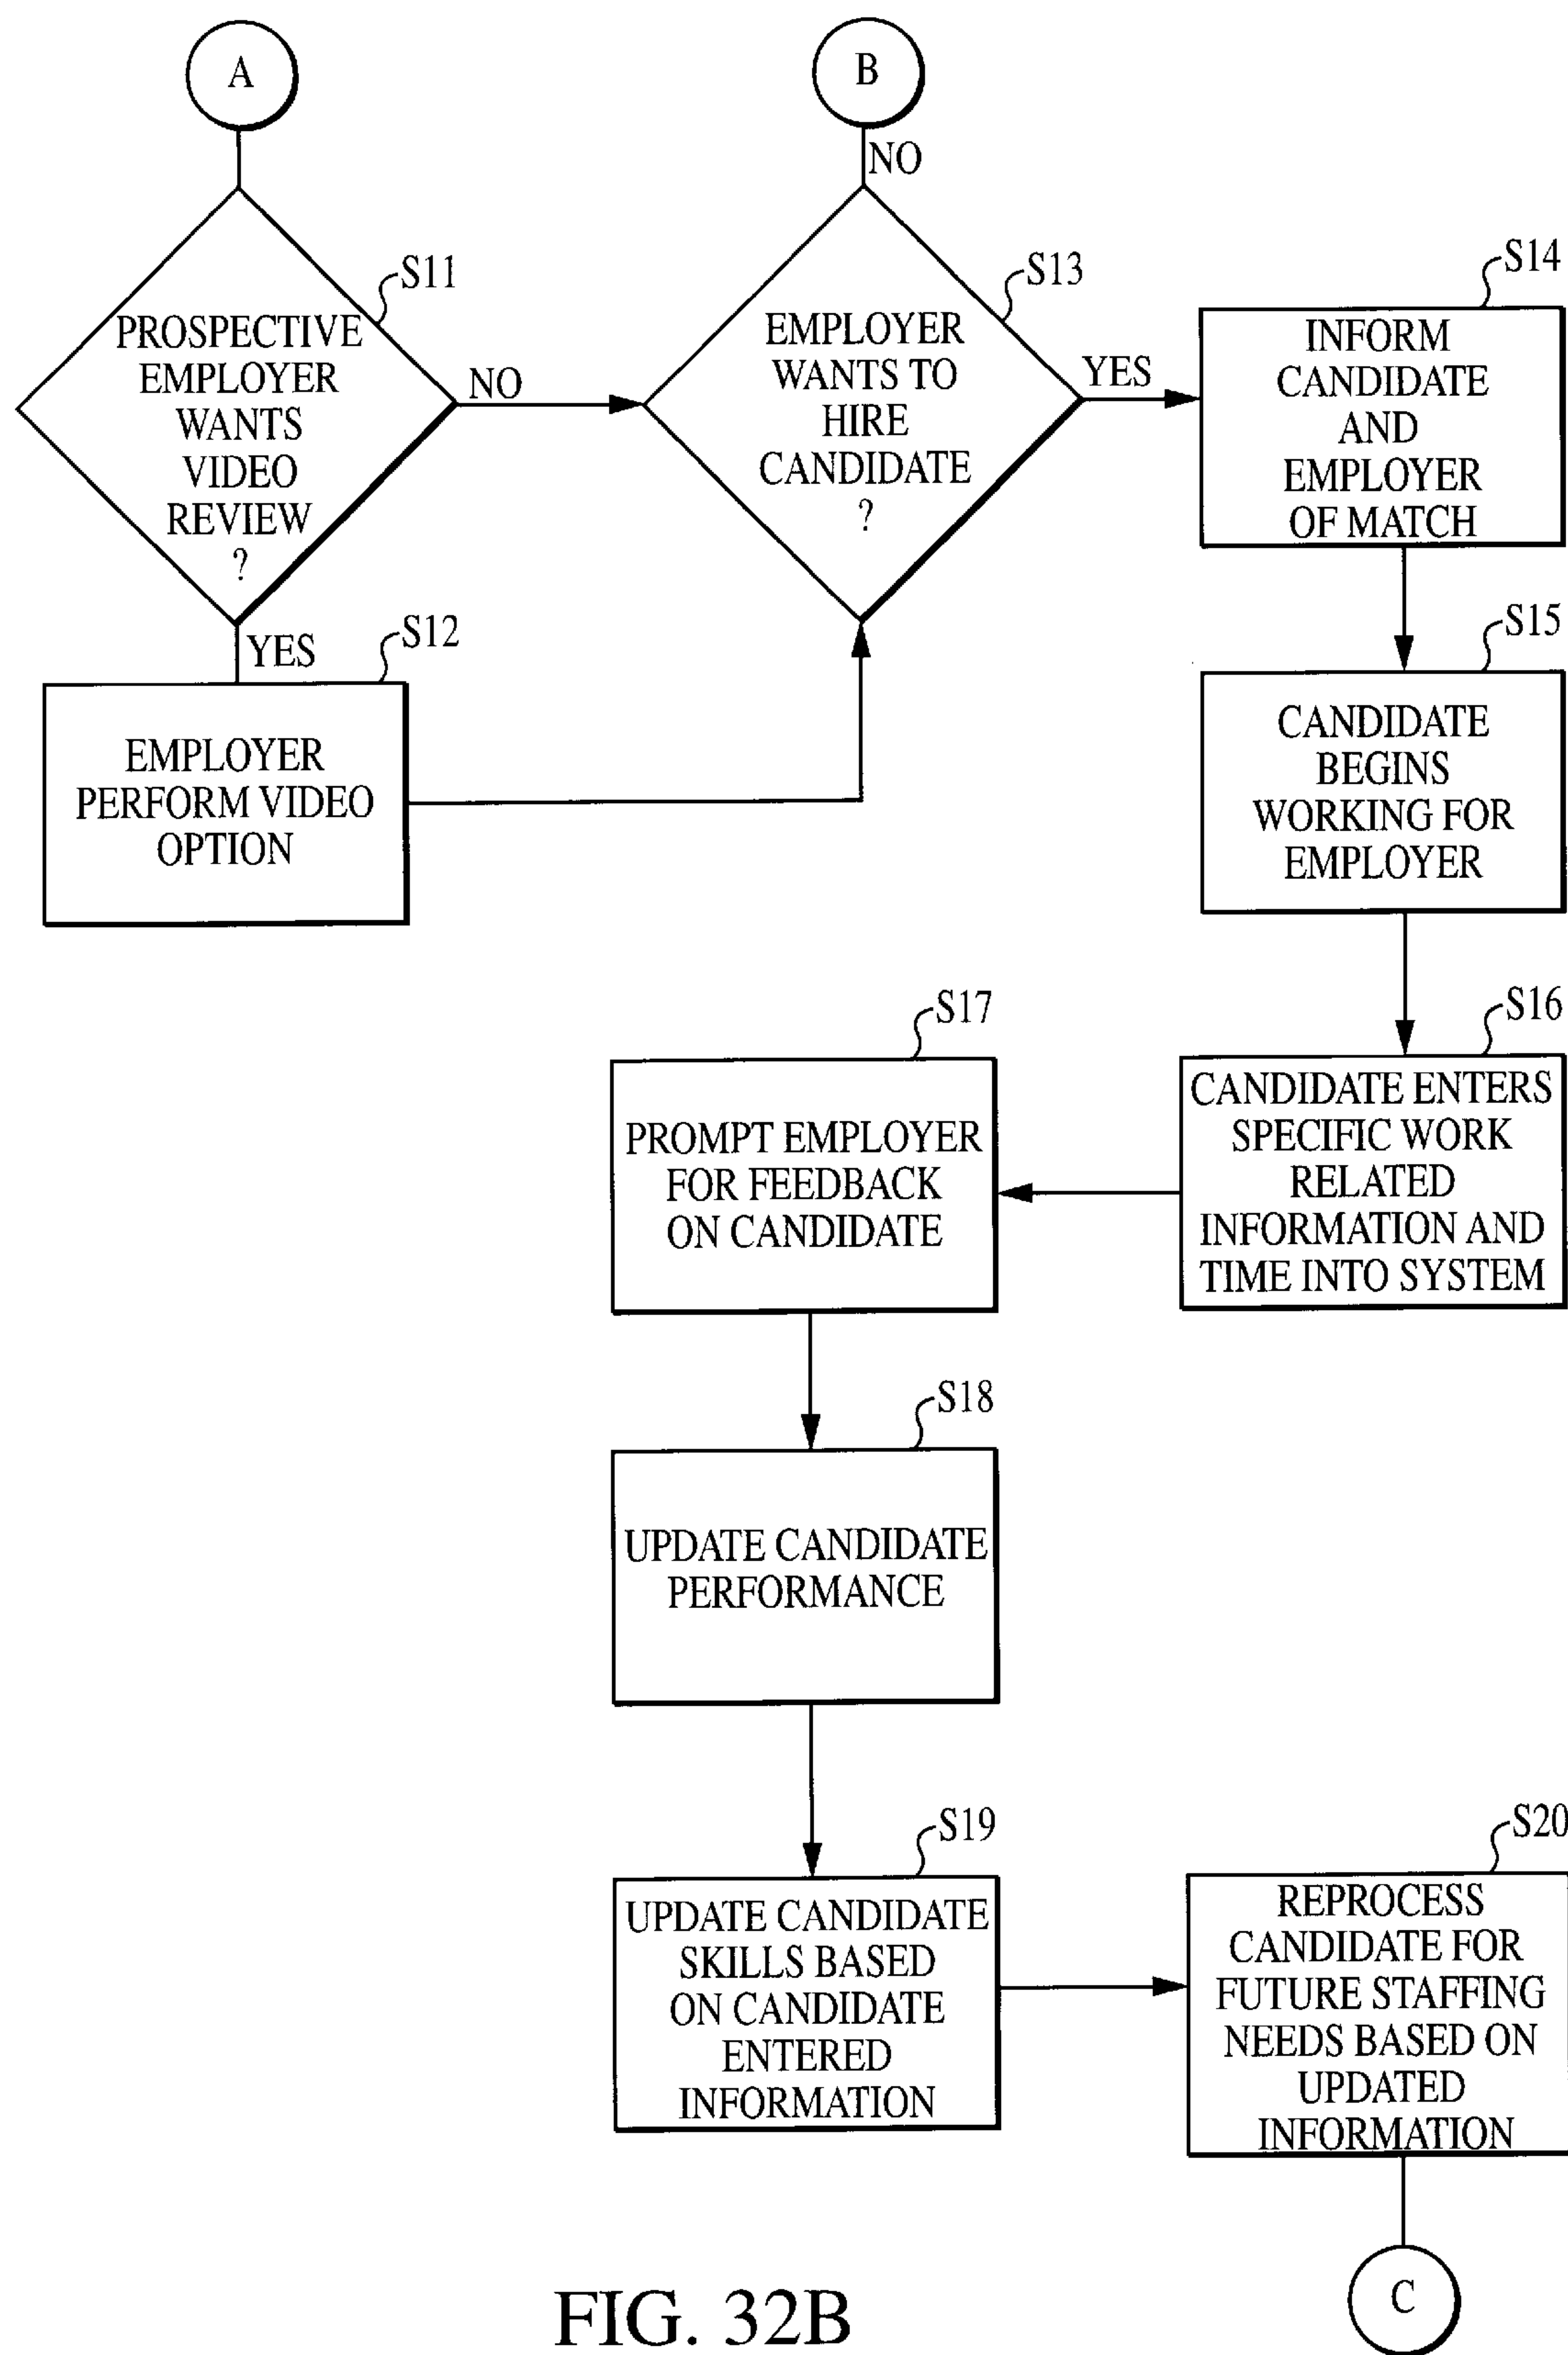 A
B
NO
S11
PROSPECTIVE
EMPLOYER
WANTS
VIDEO
REVIEW
?
NO
YES
S12
EMPLOYER
PERFORM VIDEO
OPTION
S13
EMPLOYER
WANTS TO
HIRE
CANDIDATE
?
YES
S14
INFORM
CANDIDATE
AND
EMPLOYER
OF MATCH
S15
CANDIDATE
BEGINS
WORKING FOR
EMPLOYER
S16
CANDIDATE ENTERS
SPECIFIC WORK
RELATED
INFORMATION AND
TIME INTO SYSTEM
S17
PROMPT EMPLOYER
FOR FEEDBACK
ON CANDIDATE
S18
UPDATE CANDIDATE
PERFORMANCE
S19
UPDATE CANDIDATE
SKILLS BASED
ON CANDIDATE
ENTERED
INFORMATION
S20
REPROCESS
CANDIDATE FOR
FUTURE STAFFING
NEEDS BASED ON
UPDATED
INFORMATION
C
FIG. 32B